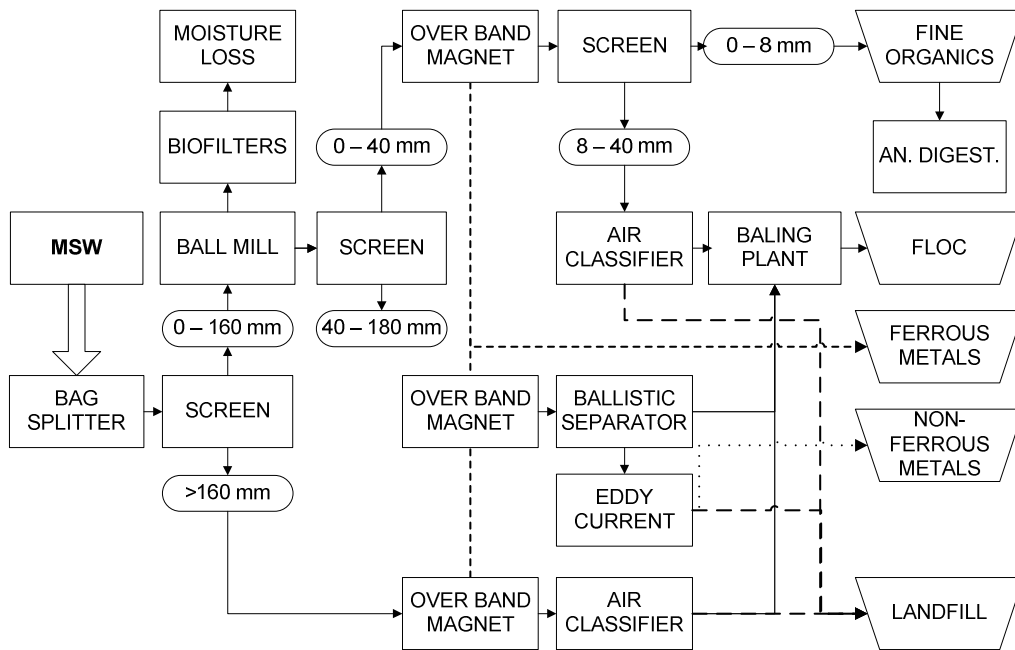 MOISTURE
LOSS
OVER BAND
MAGNET
SCREEN
0 – 8 mm
FINE
ORGANICS
BIOFILTERS
0 – 40 mm
8 – 40 mm
AN. DIGEST.
MSW
BALL MILL
SCREEN
AIR
CLASSIFIER
BALING
PLANT
FLOC
0 – 160 mm
40 – 180 mm
FERROUS
METALS
BAG
SPLITTER
SCREEN
OVER BAND
MAGNET
BALLISTIC
SEPARATOR
NON-
FERROUS
METALS
>160 mm
EDDY
CURRENT
OVER BAND
MAGNET
AIR
CLASSIFIER
LANDFILL